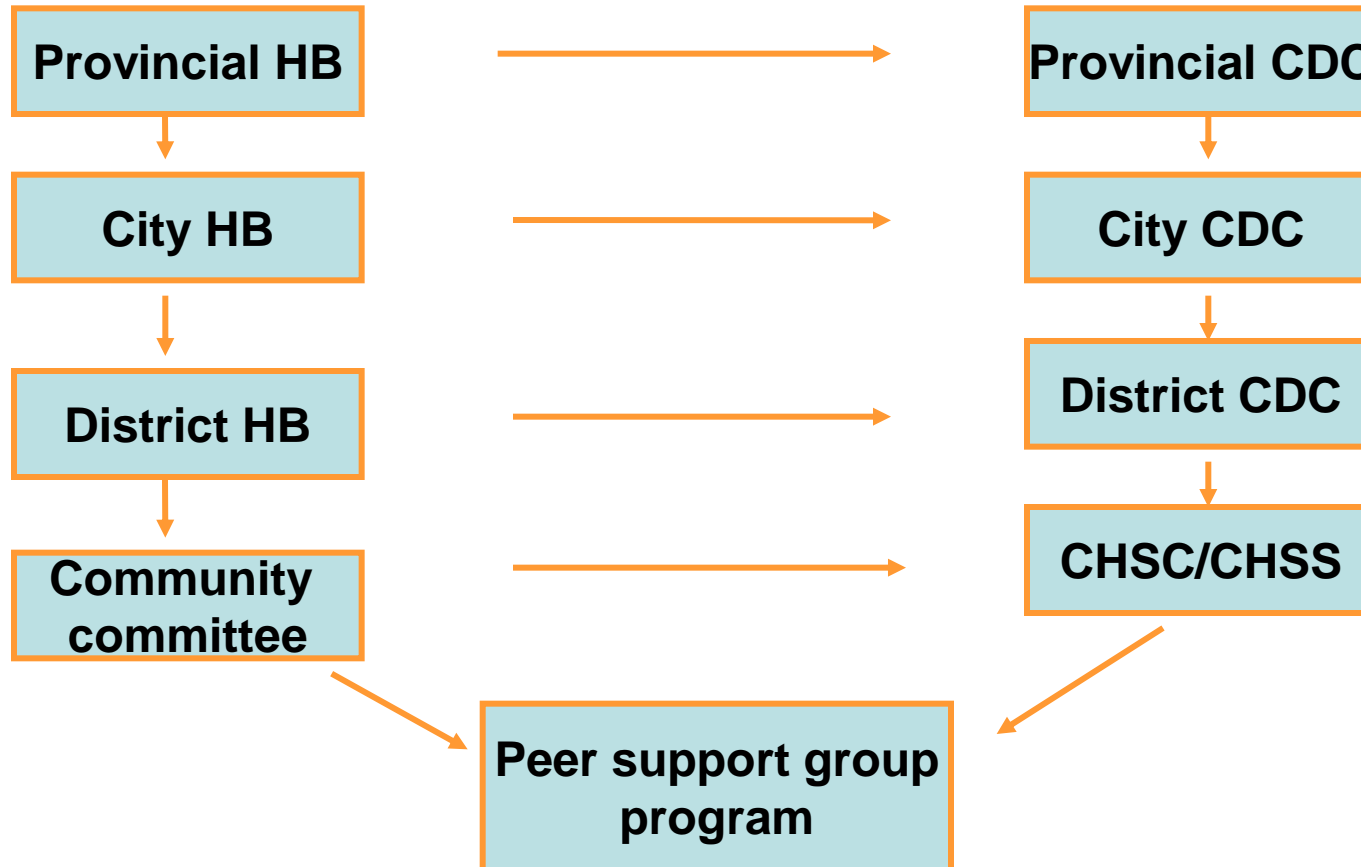 Provincial HB
Provincial CDC
City HB
City CDC
District HB
District CDC
Community
committee
CHSC/CHSS
Peer support group
program